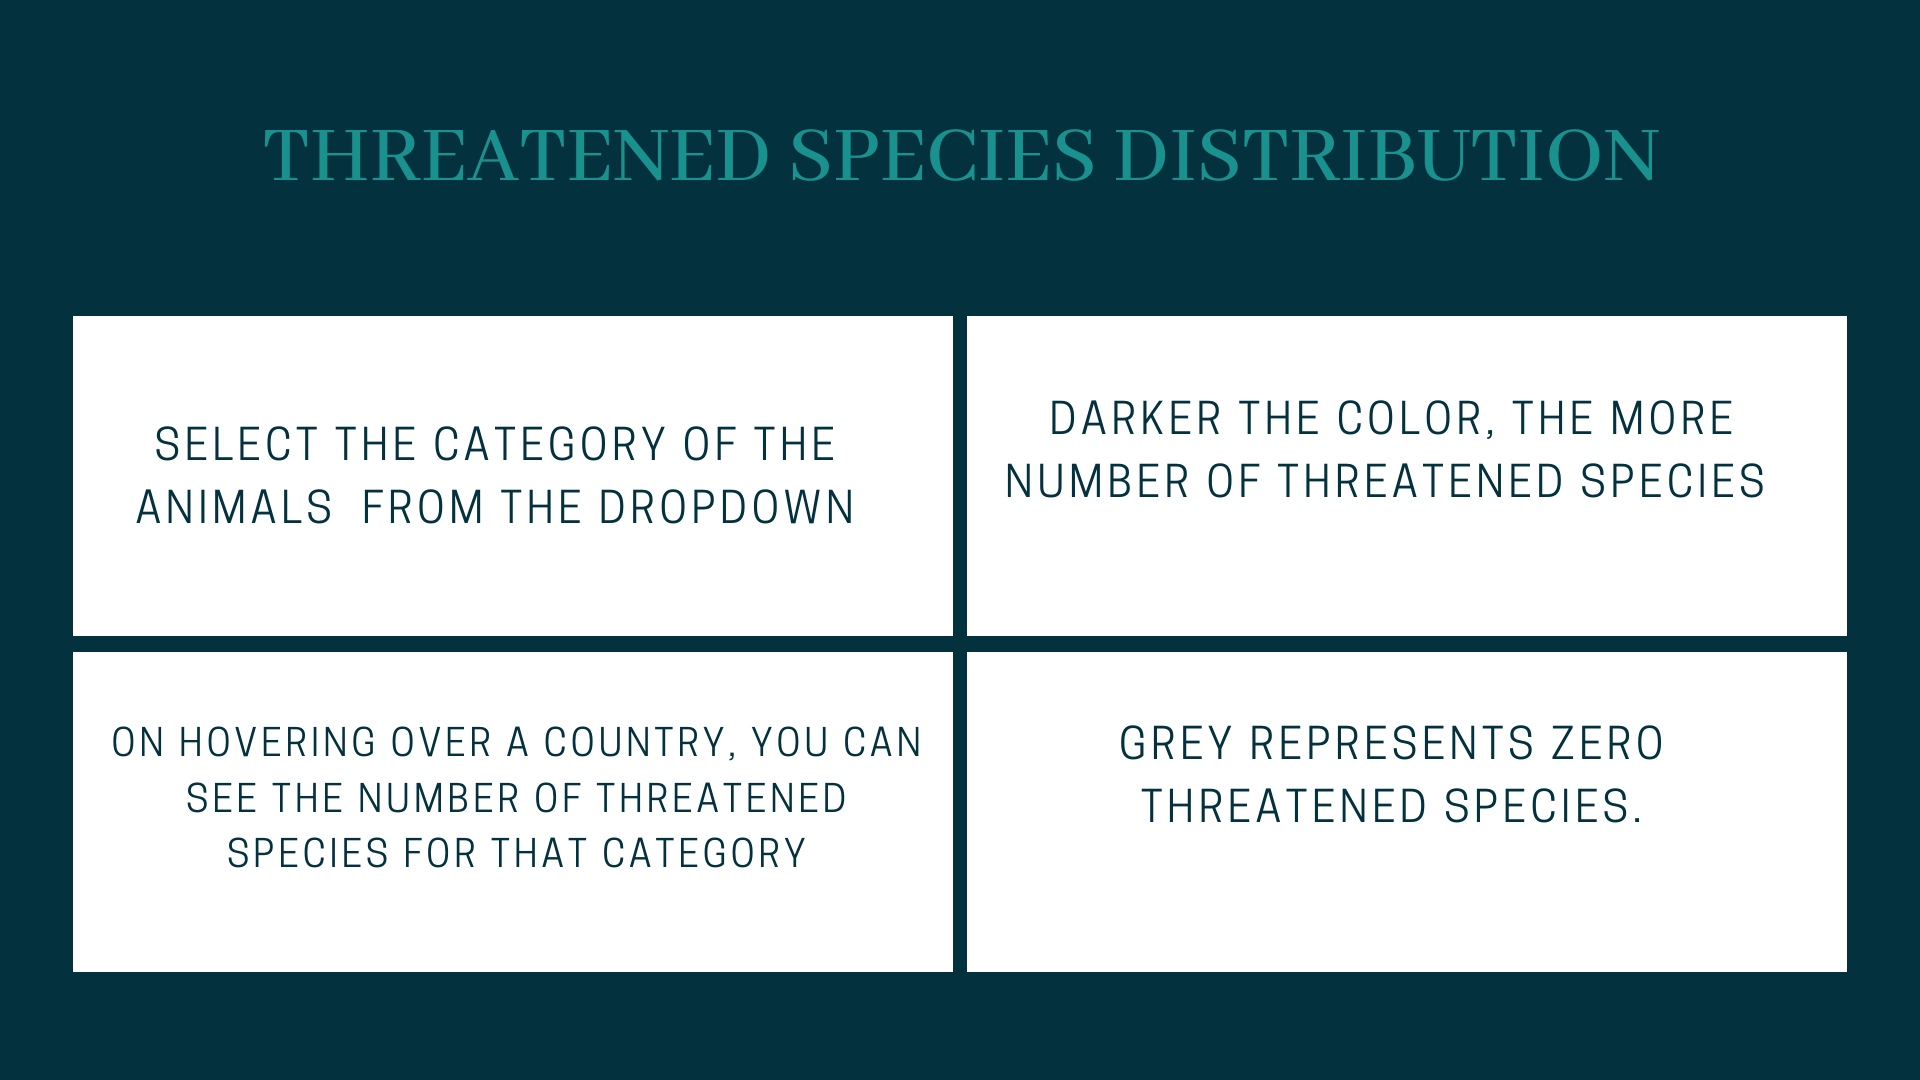 THREATENED SPECIES DISTRIBUTION
SELECT THE CATEGORY OF THE
ANIMALS  FROM THE DROPDOWN
DARKER THE COLOR, THE MORE
NUMBER OF THREATENED SPECIES
ON HOVERING OVER A COUNTRY, YOU CAN
SEE THE NUMBER OF THREATENED
SPECIES FOR THAT CATEGORY
GREY REPRESENTS ZERO
THREATENED SPECIES.